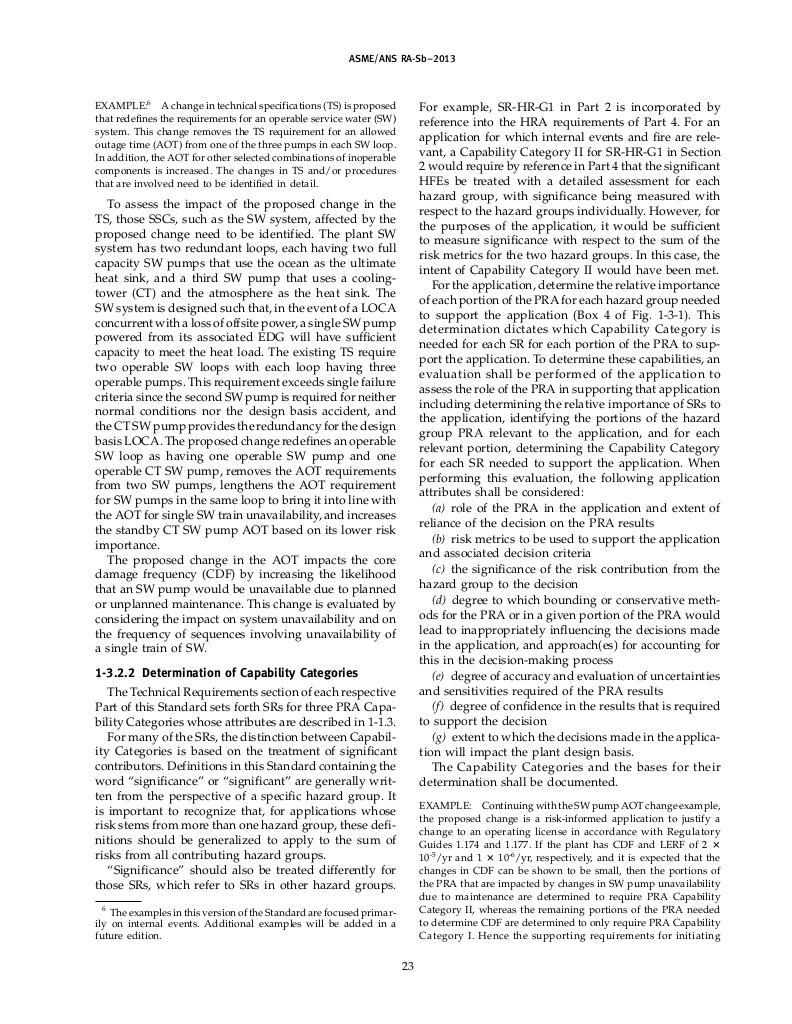 ASME/ANS RA-Sb–2013
EXAMPLE:⁶ A change in technical specifications (TS) is proposed
that redefines the requirements for an operable service water (SW)
system. This change removes the TS requirement for an allowed
outage time (AOT) from one of the three pumps in each SW loop.
In addition, the AOT for other selected combinations of inoperable
components is increased. The changes in TS and/or procedures
that are involved need to be identified in detail.
To assess the impact of the proposed change in the
TS, those SSCs, such as the SW system, affected by the
proposed change need to be identified. The plant SW
system has two redundant loops, each having two full
capacity SW pumps that use the ocean as the ultimate
heat sink, and a third SW pump that uses a cooling-
tower (CT) and the atmosphere as the heat sink. The
SW system is designed such that, in the event of a LOCA
concurrent with a loss of offsite power, a single SW pump
powered from its associated EDG will have sufficient
capacity to meet the heat load. The existing TS require
two operable SW loops with each loop having three
operable pumps. This requirement exceeds single failure
criteria since the second SW pump is required for neither
normal conditions nor the design basis accident, and
the CT SW pump provides the redundancy for the design
basis LOCA. The proposed change redefines an operable
SW loop as having one operable SW pump and one
operable CT SW pump, removes the AOT requirements
from two SW pumps, lengthens the AOT requirement
for SW pumps in the same loop to bring it into line with
the AOT for single SW train unavailability, and increases
the standby CT SW pump AOT based on its lower risk
importance.
The proposed change in the AOT impacts the core
damage frequency (CDF) by increasing the likelihood
that an SW pump would be unavailable due to planned
or unplanned maintenance. This change is evaluated by
considering the impact on system unavailability and on
the frequency of sequences involving unavailability of
a single train of SW.
1-3.2.2 Determination of Capability Categories
The Technical Requirements section of each respective
Part of this Standard sets forth SRs for three PRA Capa-
bility Categories whose attributes are described in 1-1.3.
For many of the SRs, the distinction between Capabil-
ity Categories is based on the treatment of significant
contributors. Definitions in this Standard containing the
word “significance” or “significant” are generally writ-
ten from the perspective of a specific hazard group. It
is important to recognize that, for applications whose
risk stems from more than one hazard group, these defi-
nitions should be generalized to apply to the sum of
risks from all contributing hazard groups.
“Significance” should also be treated differently for
those SRs, which refer to SRs in other hazard groups.
⁶ The examples in this version of the Standard are focused primar-
ily on internal events. Additional examples will be added in a
future edition.
For example, SR-HR-G1 in Part 2 is incorporated by
reference into the HRA requirements of Part 4. For an
application for which internal events and fire are rele-
vant, a Capability Category II for SR-HR-G1 in Section
2 would require by reference in Part 4 that the significant
HFEs be treated with a detailed assessment for each
hazard group, with significance being measured with
respect to the hazard groups individually. However, for
the purposes of the application, it would be sufficient
to measure significance with respect to the sum of the
risk metrics for the two hazard groups. In this case, the
intent of Capability Category II would have been met.
For the application, determine the relative importance
of each portion of the PRA for each hazard group needed
to support the application (Box 4 of Fig. 1-3-1). This
determination dictates which Capability Category is
needed for each SR for each portion of the PRA to sup-
port the application. To determine these capabilities, an
evaluation shall be performed of the application to
assess the role of the PRA in supporting that application
including determining the relative importance of SRs to
the application, identifying the portions of the hazard
group PRA relevant to the application, and for each
relevant portion, determining the Capability Category
for each SR needed to support the application. When
performing this evaluation, the following application
attributes shall be considered:
(a) role of the PRA in the application and extent of
reliance of the decision on the PRA results
(b) risk metrics to be used to support the application
and associated decision criteria
(c) the significance of the risk contribution from the
hazard group to the decision
(d) degree to which bounding or conservative meth-
ods for the PRA or in a given portion of the PRA would
lead to inappropriately influencing the decisions made
in the application, and approach(es) for accounting for
this in the decision-making process
(e) degree of accuracy and evaluation of uncertainties
and sensitivities required of the PRA results
(f) degree of confidence in the results that is required
to support the decision
(g) extent to which the decisions made in the applica-
tion will impact the plant design basis.
The Capability Categories and the bases for their
determination shall be documented.
EXAMPLE: Continuing with the SW pump AOT change example,
the proposed change is a risk-informed application to justify a
change to an operating license in accordance with Regulatory
Guides 1.174 and 1.177. If the plant has CDF and LERF of 2 ×
10⁻⁵/yr and 1 × 10⁻⁶/yr, respectively, and it is expected that the
changes in CDF can be shown to be small, then the portions of
the PRA that are impacted by changes in SW pump unavailability
due to maintenance are determined to require PRA Capability
Category II, whereas the remaining portions of the PRA needed
to determine CDF are determined to only require PRA Capability
Category I. Hence the supporting requirements for initiating
23